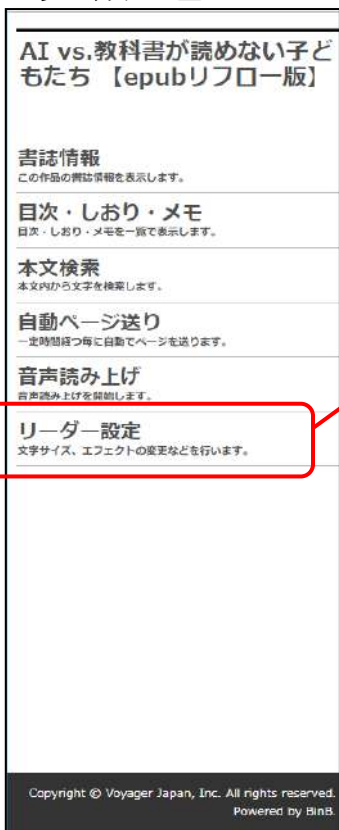 AI vs.教科書が読めない子ど
もたち 【epubリフロー版】
書誌情報
この作品の書誌情報を表示します。
目次・しおり・メモ
目次・しおり・メモを一覧で表示します。
本文検索
本文内から文字を検索します。
自動ページ送り
一定時間経つ毎に自動でページを送ります。
音声読み上げ
音声読み上げを開始します。
リーダー設定
文字サイズ、エフェクトの変更などを行います。
Copyright © Voyager Japan, Inc. All rights reserved.
Powered by BinB.